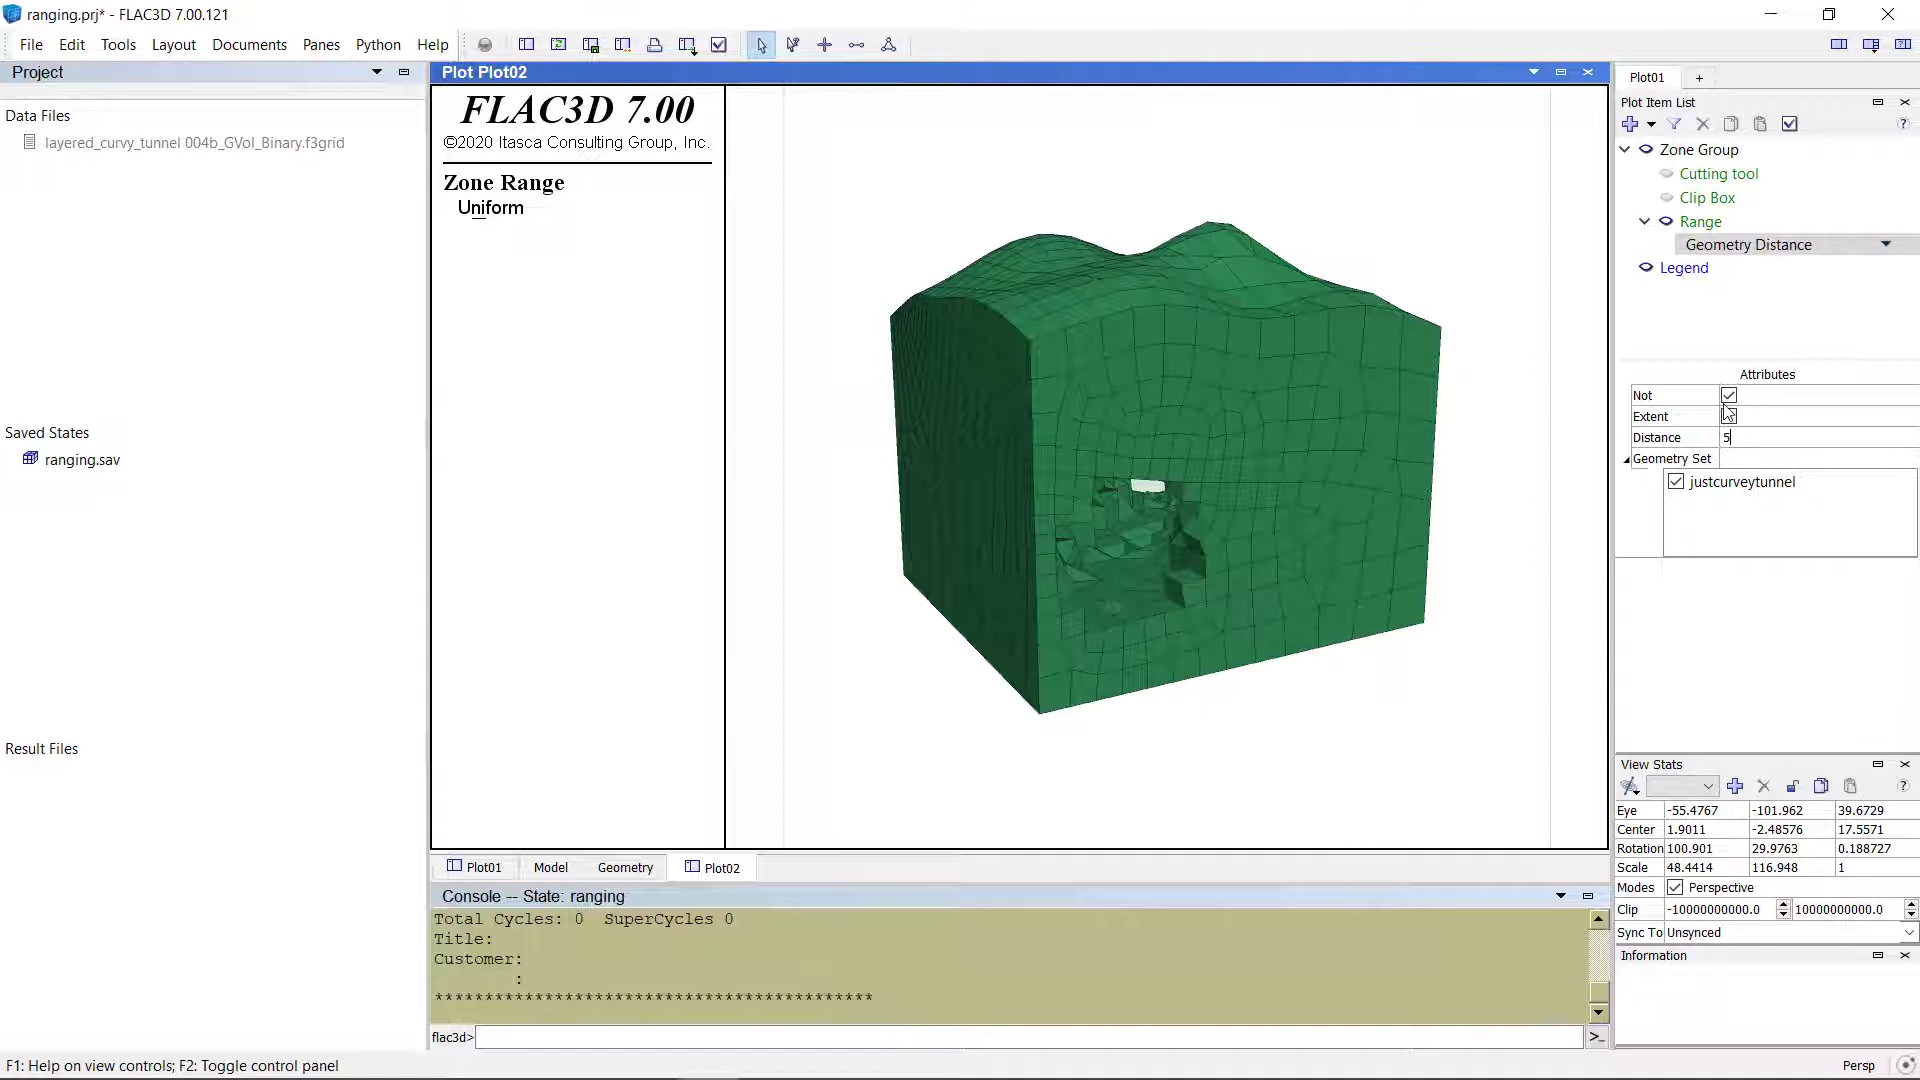 ranging.prj* - FLAC3D 7.00.121
File Edit Tools Layout Documents Panes Python Help
Project
Data Files
layered_curvy_tunnel 004b_GVol_Binary.f3grid
Saved States
ranging.sav
Result Files
Plot Plot02
FLAC3D 7.00
©2020 Itasca Consulting Group, Inc.
Zone Range
Uniform
Plot01 Model Geometry Plot02
Console -- State: ranging
Total Cycles: 0 SuperCycles 0
Title:
Customer:
:
*******************************************
flac3d>
Plot01 +
Plot Item List
Zone Group
Cutting tool
Clip Box
Range
Geometry Distance
Legend
Attributes
Not
Extent
Distance 5
Geometry Set
justcurveytunnel
View Stats
Eye -55.4767 -101.962 39.6729
Center 1.9011 -2.48576 17.5571
Rotation 100.901 29.9763 0.188727
Scale 48.4414 116.948 1
Modes Perspective
Clip -10000000000.0 10000000000.0
Sync To Unsynced
Information
F1: Help on view controls; F2: Toggle control panel
Persp